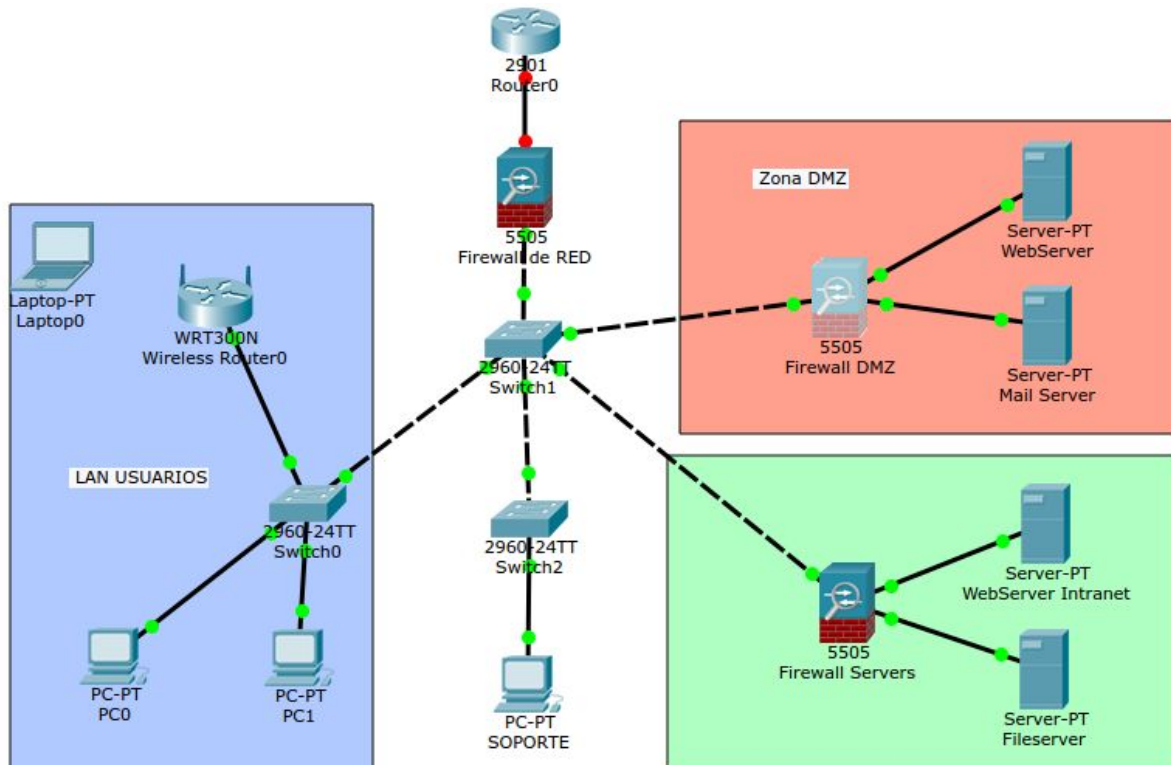 2901
Router0
5505
Firewall de RED
Zona DMZ
Server-PT
WebServer
5505
Firewall DMZ
Server-PT
Mail Server
Laptop-PT
Laptop0
WRT300N
Wireless Router0
2960-24TT
Switch1
LAN USUARIOS
2960-24TT
Switch0
2960-24TT
Switch2
Server-PT
WebServer Intranet
5505
Firewall Servers
Server-PT
Fileserver
PC-PT
PC0
PC-PT
PC1
PC-PT
SOPORTE